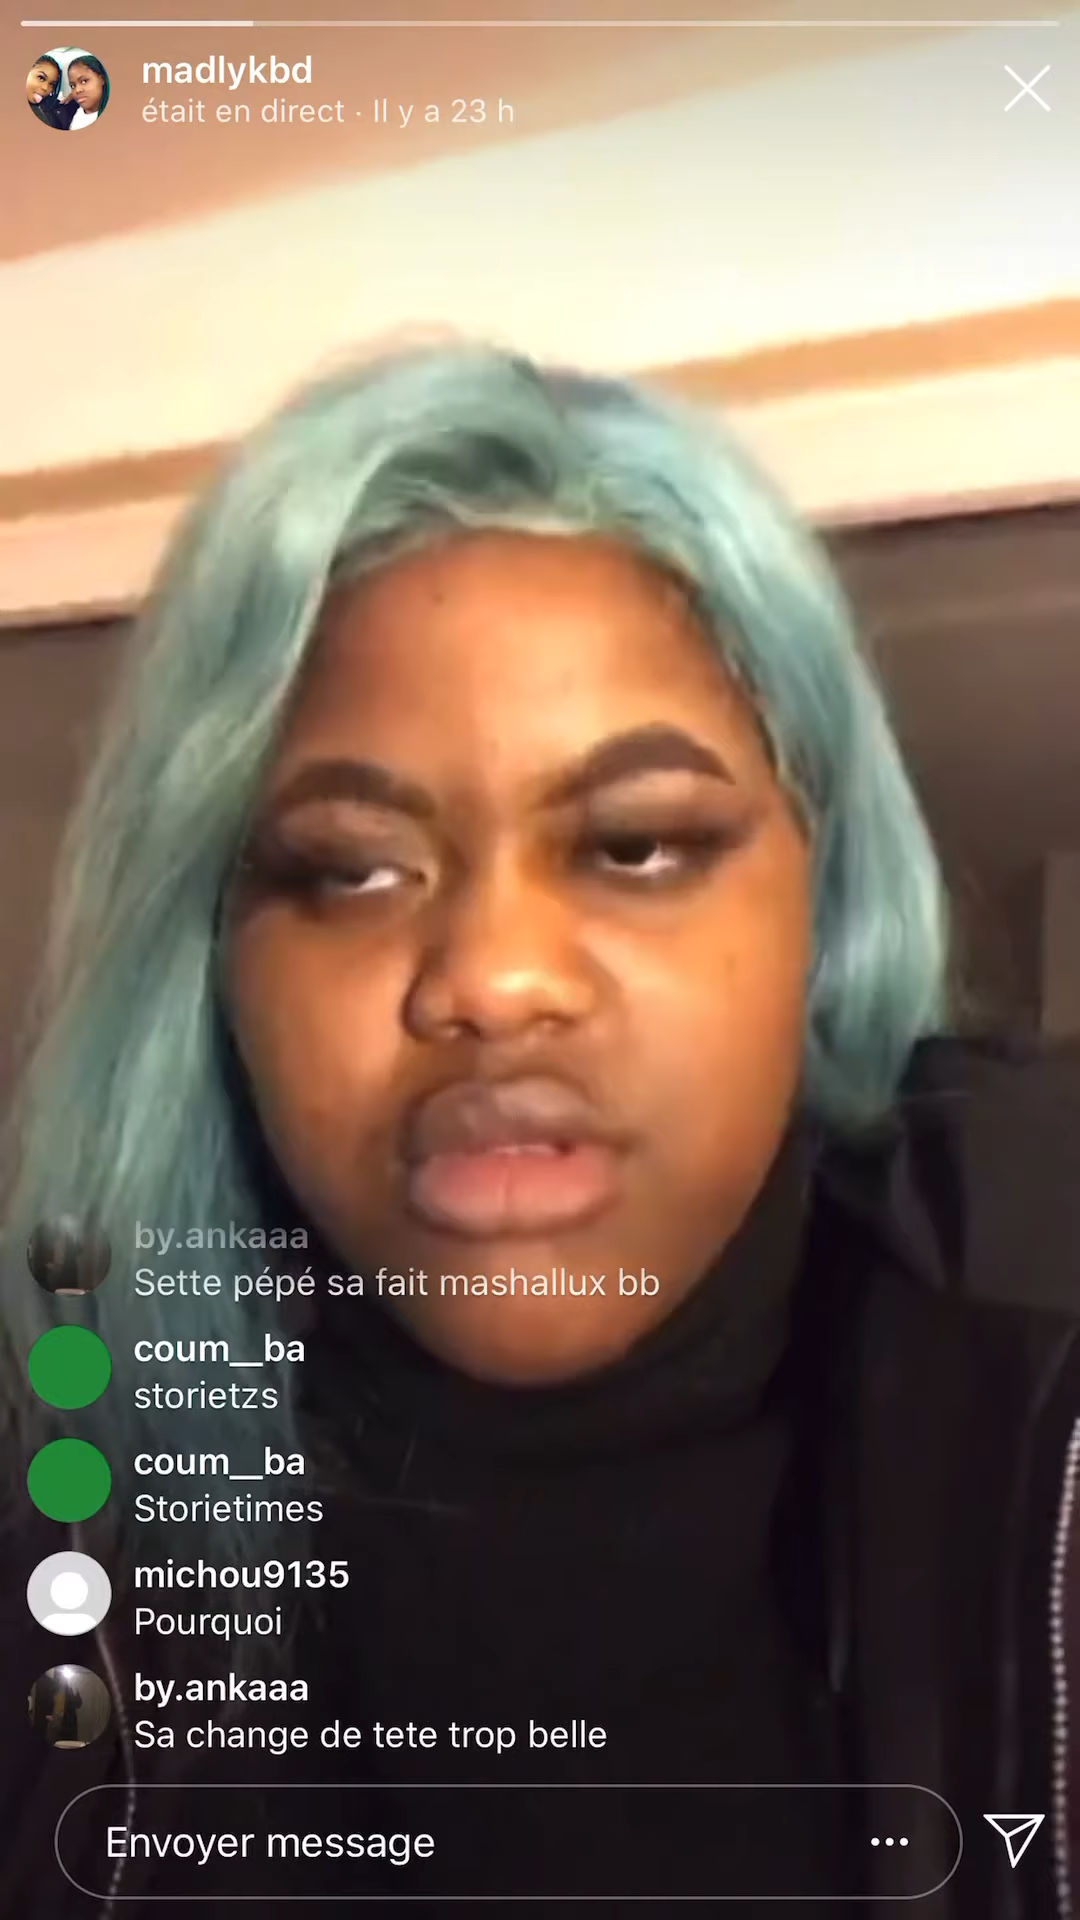 madlykbd
était en direct · Il y a 23 h
by.ankaaa
Sette pépé sa fait mashallux bb
coum__ba
storietzs
coum__ba
Storietimes
michou9135
Pourquoi
by.ankaaa
Sa change de tete trop belle
Envoyer message